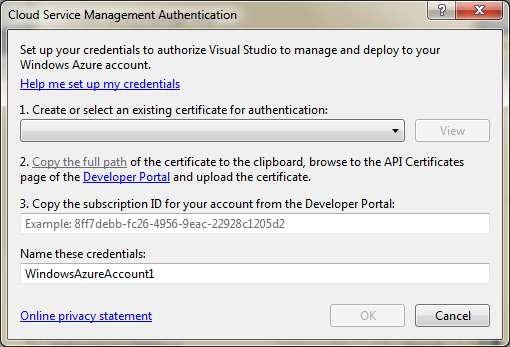 Cloud Service Management Authentication
Set up your credentials to authorize Visual Studio to manage and deploy to your
Windows Azure account.
Help me set up my credentials
1. Create or select an existing certificate for authentication:
View
2. Copy the full path of the certificate to the clipboard, browse to the API Certificates
page of the Developer Portal and upload the certificate.
3. Copy the subscription ID for your account from the Developer Portal:
Example: 8ff7debb-fc26-4956-9eac-22928c1205d2
Name these credentials:
WindowsAzureAccount1
Online privacy statement
OK
Cancel